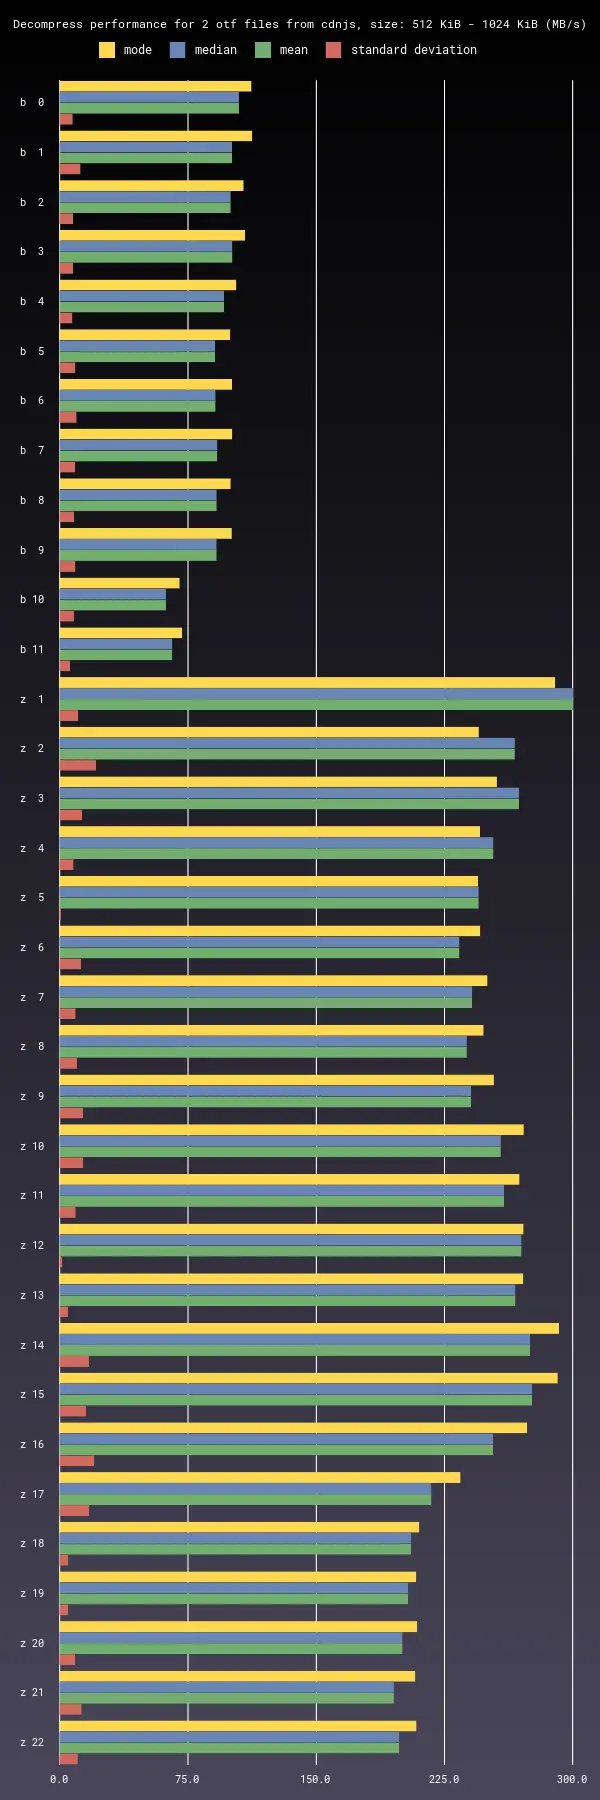 Decompress performance for 2 otf files from cdnjs, size: 512 KiB - 1024 KiB (MB/s)
mode median mean standard deviation
b 0
b 1
b 2
b 3
b 4
b 5
b 6
b 7
b 8
b 9
b 10
b 11
z 1
z 2
z 3
z 4
z 5
z 6
z 7
z 8
z 9
z 10
z 11
z 12
z 13
z 14
z 15
z 16
z 17
z 18
z 19
z 20
z 21
z 22
0.0 75.0 150.0 225.0 300.0